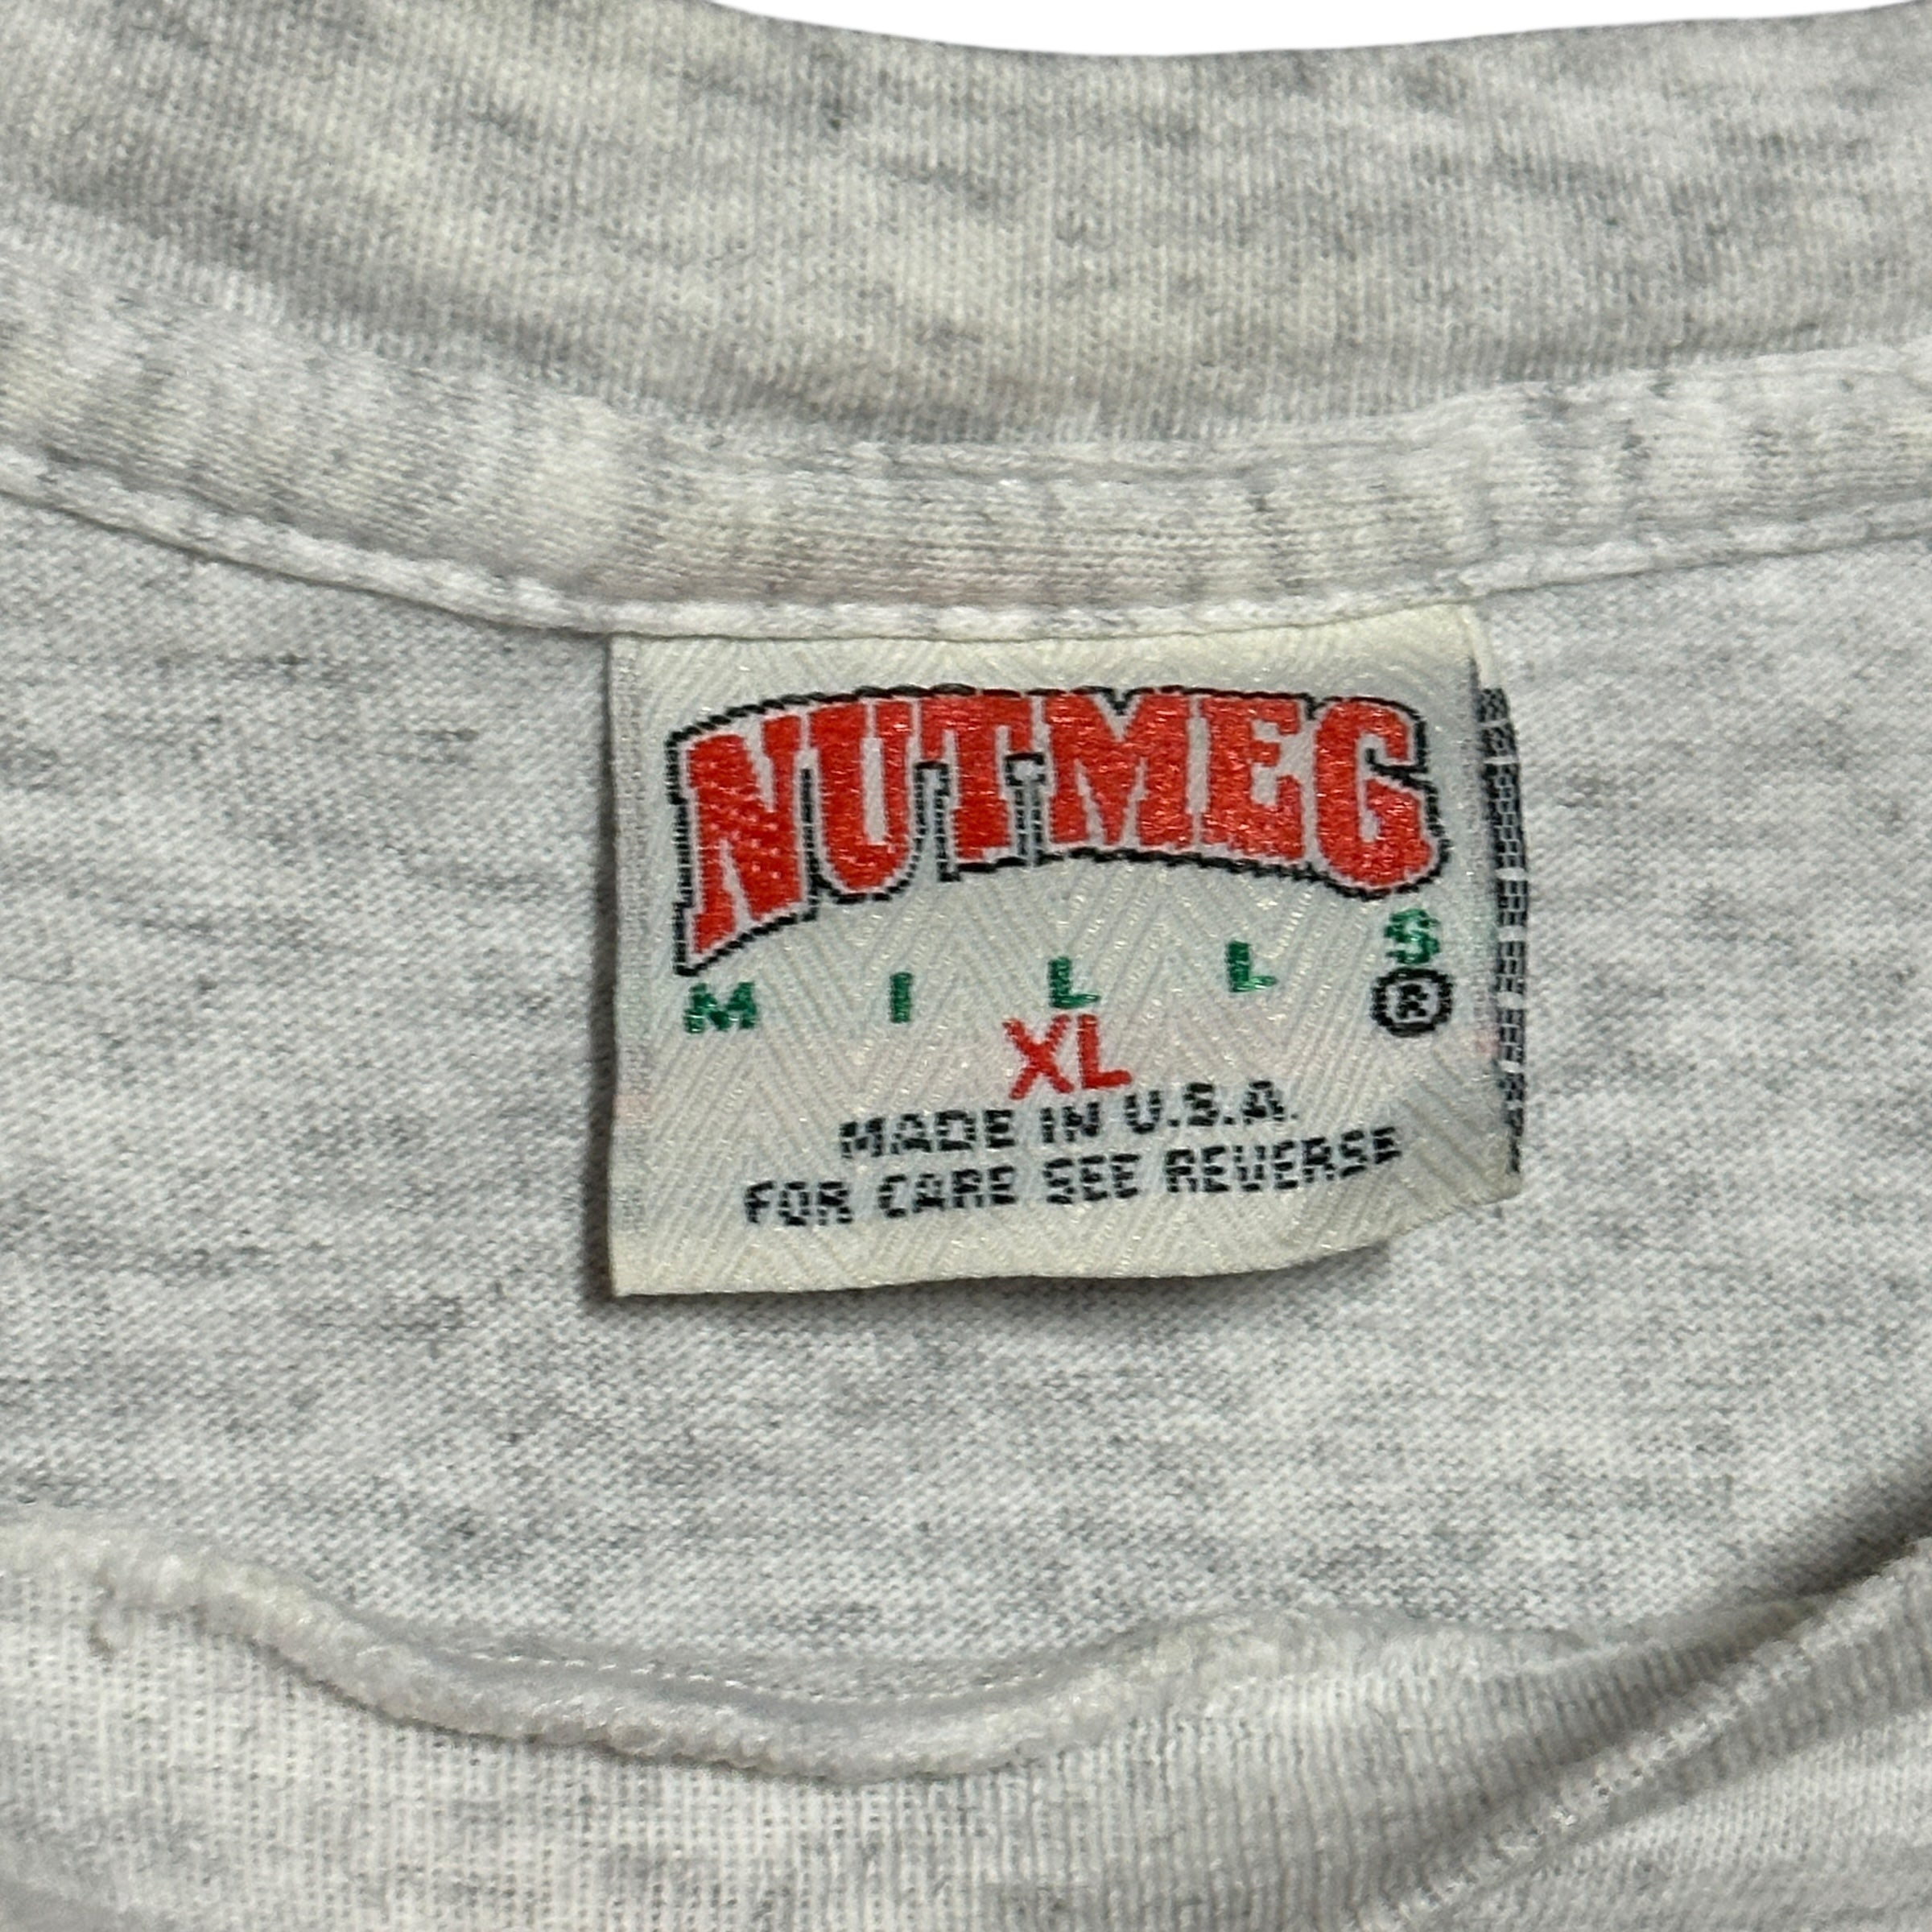 NUTMEG
MILLS ®
XL
MADE IN U.S.A.
FOR CARE SEE REVERSE